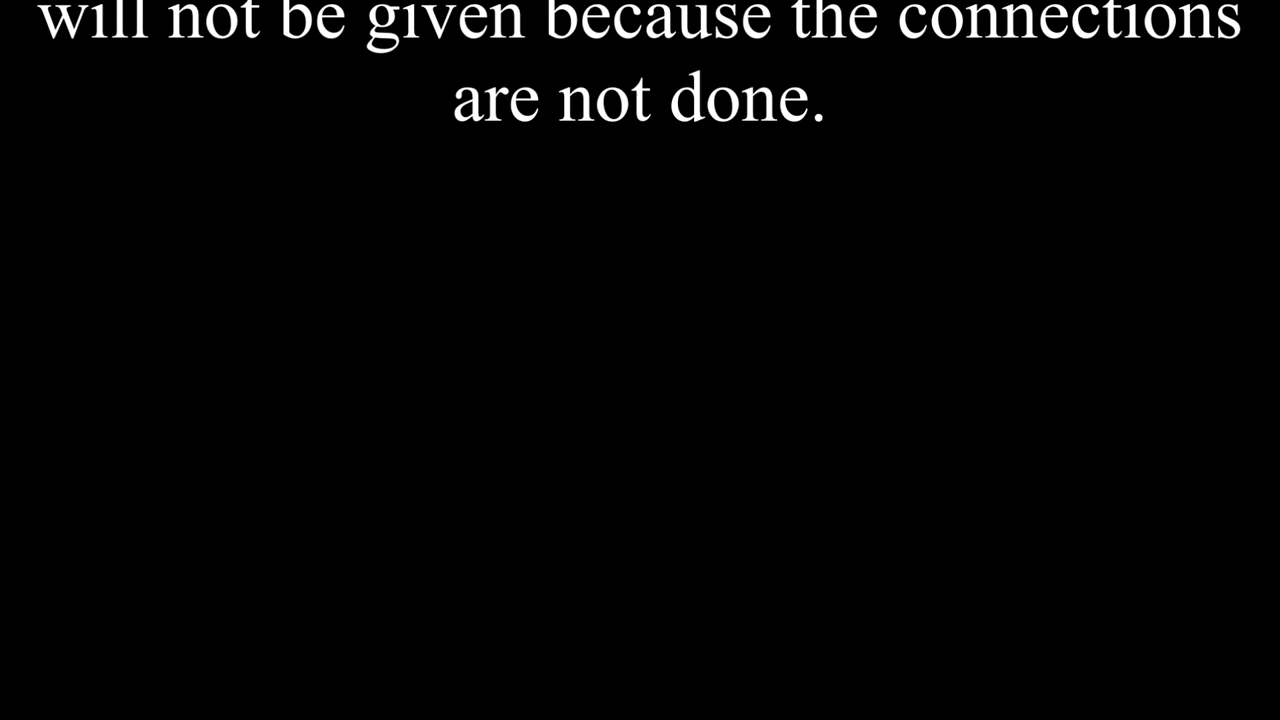 will not be given because the connections
are not done.